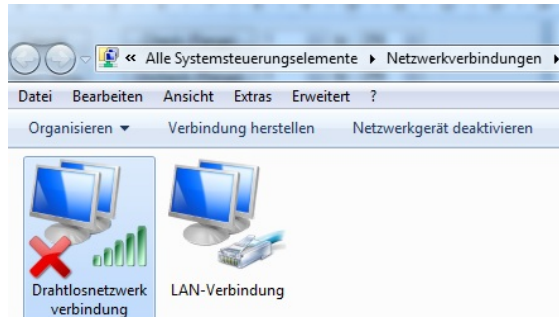 « Alle Systemsteuerungselemente ▸ Netzwerkverbindungen ▸
Datei Bearbeiten Ansicht Extras Erweitert ?
Organisieren ▾ Verbindung herstellen Netzwerkgerät deaktivieren
Drahtlosnetzwerk
verbindung
LAN-Verbindung